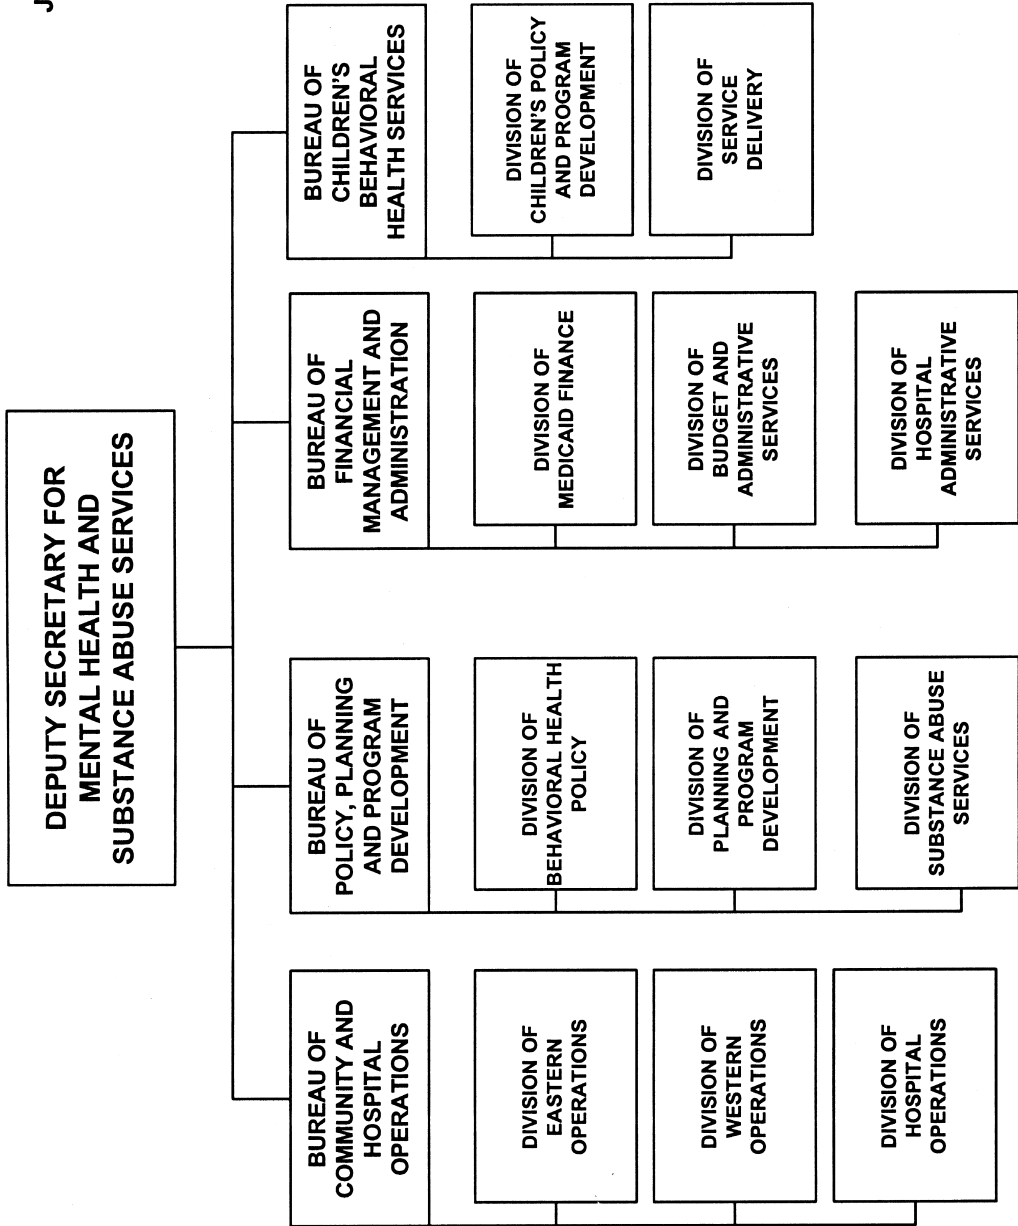 J
DEPUTY SECRETARY FOR
MENTAL HEALTH AND
SUBSTANCE ABUSE SERVICES
BUREAU OF
COMMUNITY AND
HOSPITAL
OPERATIONS
DIVISION OF
EASTERN
OPERATIONS
DIVISION OF
WESTERN
OPERATIONS
DIVISION OF
HOSPITAL
OPERATIONS
BUREAU OF
POLICY, PLANNING
AND PROGRAM
DEVELOPMENT
DIVISION OF
BEHAVIORAL HEALTH
POLICY
DIVISION OF
PLANNING AND
PROGRAM
DEVELOPMENT
DIVISION OF
SUBSTANCE ABUSE
SERVICES
BUREAU OF
FINANCIAL
MANAGEMENT AND
ADMINISTRATION
DIVISION OF
MEDICAID FINANCE
DIVISION OF
BUDGET AND
ADMINISTRATIVE
SERVICES
DIVISION OF
HOSPITAL
ADMINISTRATIVE
SERVICES
BUREAU OF
CHILDREN'S
BEHAVIORAL
HEALTH SERVICES
DIVISION OF
CHILDREN'S POLICY
AND PROGRAM
DEVELOPMENT
DIVISION OF
SERVICE
DELIVERY